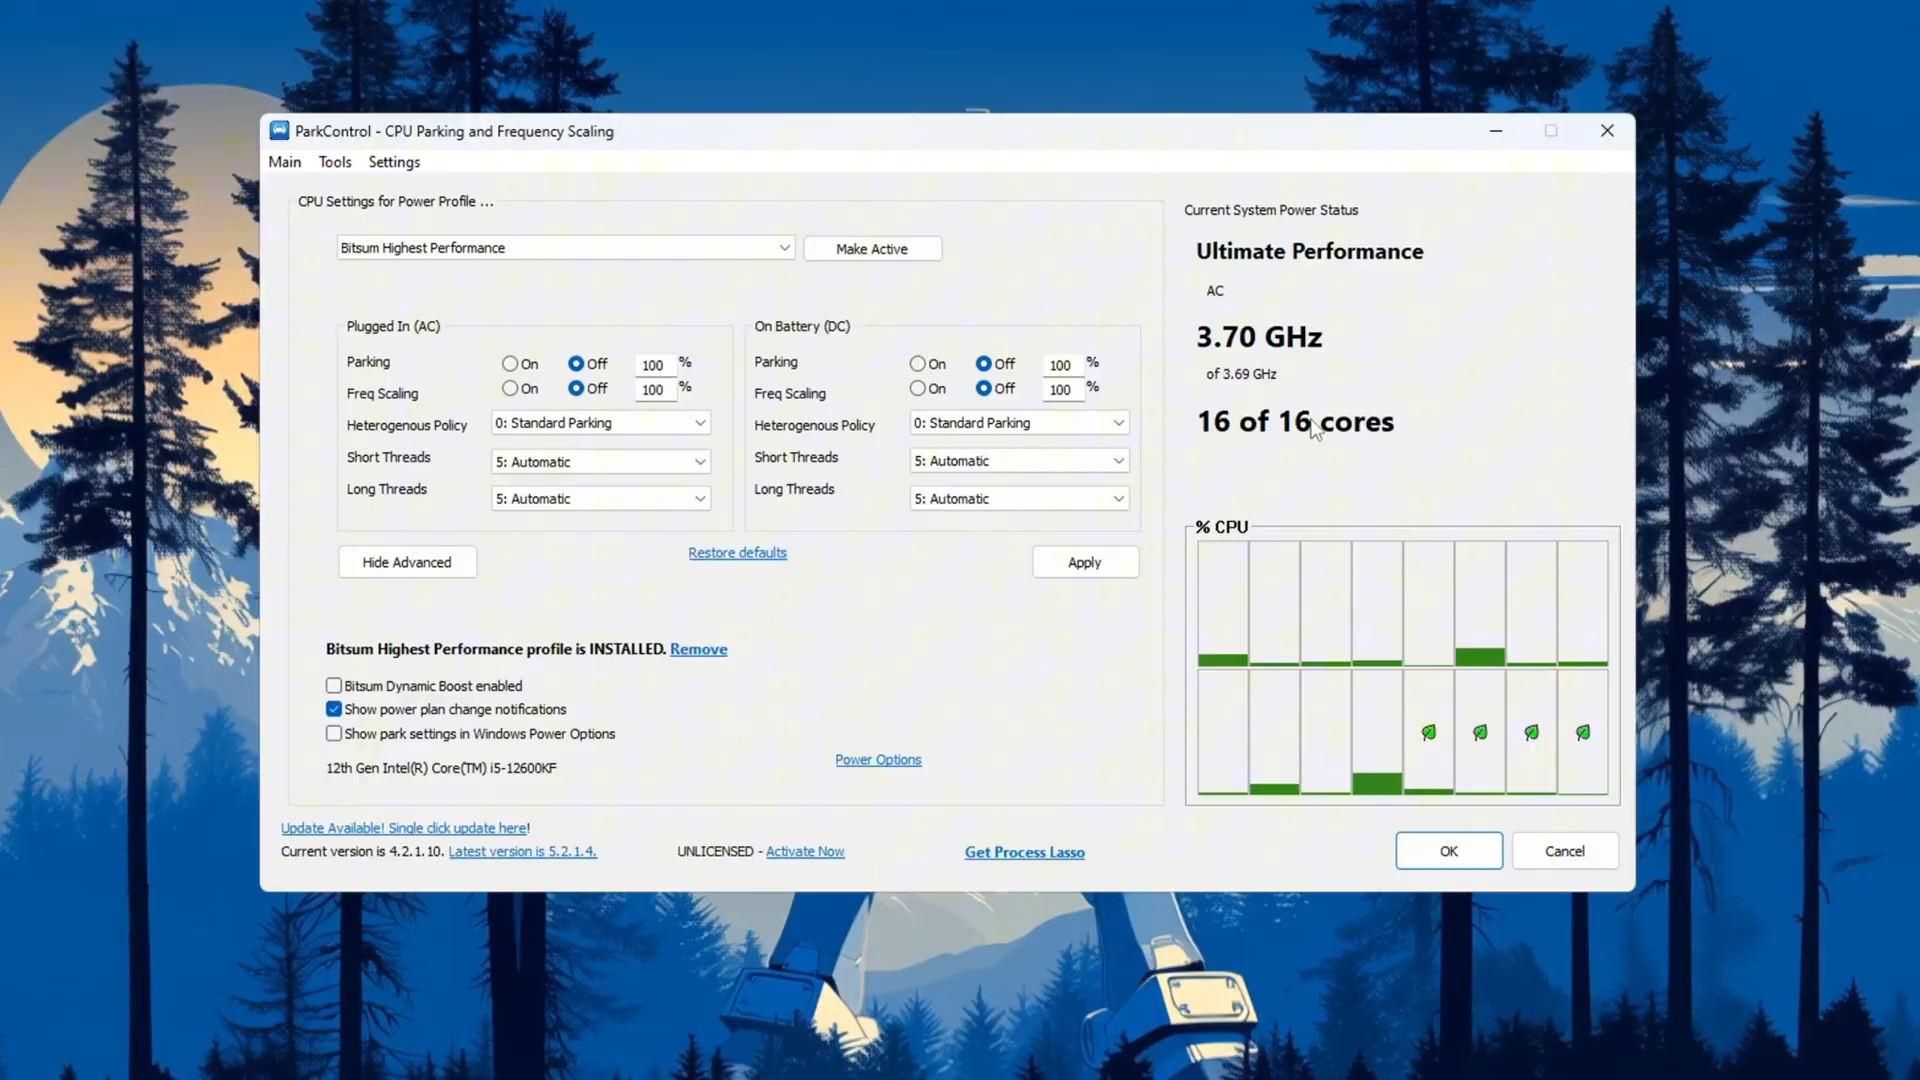 ParkControl - CPU Parking and Frequency Scaling
Main Tools Settings
CPU Settings for Power Profile ...
Bitsum Highest Performance
Make Active
Plugged In (AC)
Parking On Off 100 %
Freq Scaling On Off 100 %
Heterogenous Policy 0: Standard Parking
Short Threads 5: Automatic
Long Threads 5: Automatic
On Battery (DC)
Parking On Off 100 %
Freq Scaling On Off 100 %
Heterogenous Policy 0: Standard Parking
Short Threads 5: Automatic
Long Threads 5: Automatic
Hide Advanced
Restore defaults
Apply
Bitsum Highest Performance profile is INSTALLED. Remove
Bitsum Dynamic Boost enabled
Show power plan change notifications
Show park settings in Windows Power Options
Power Options
12th Gen Intel(R) Core(TM) i5-12600KF
Current System Power Status
Ultimate Performance
AC
3.70 GHz
of 3.69 GHz
16 of 16 cores
% CPU
Update Available! Single click update here!
Current version is 4.2.1.10. Latest version is 5.2.1.4.
UNLICENSED - Activate Now
Get Process Lasso
OK
Cancel